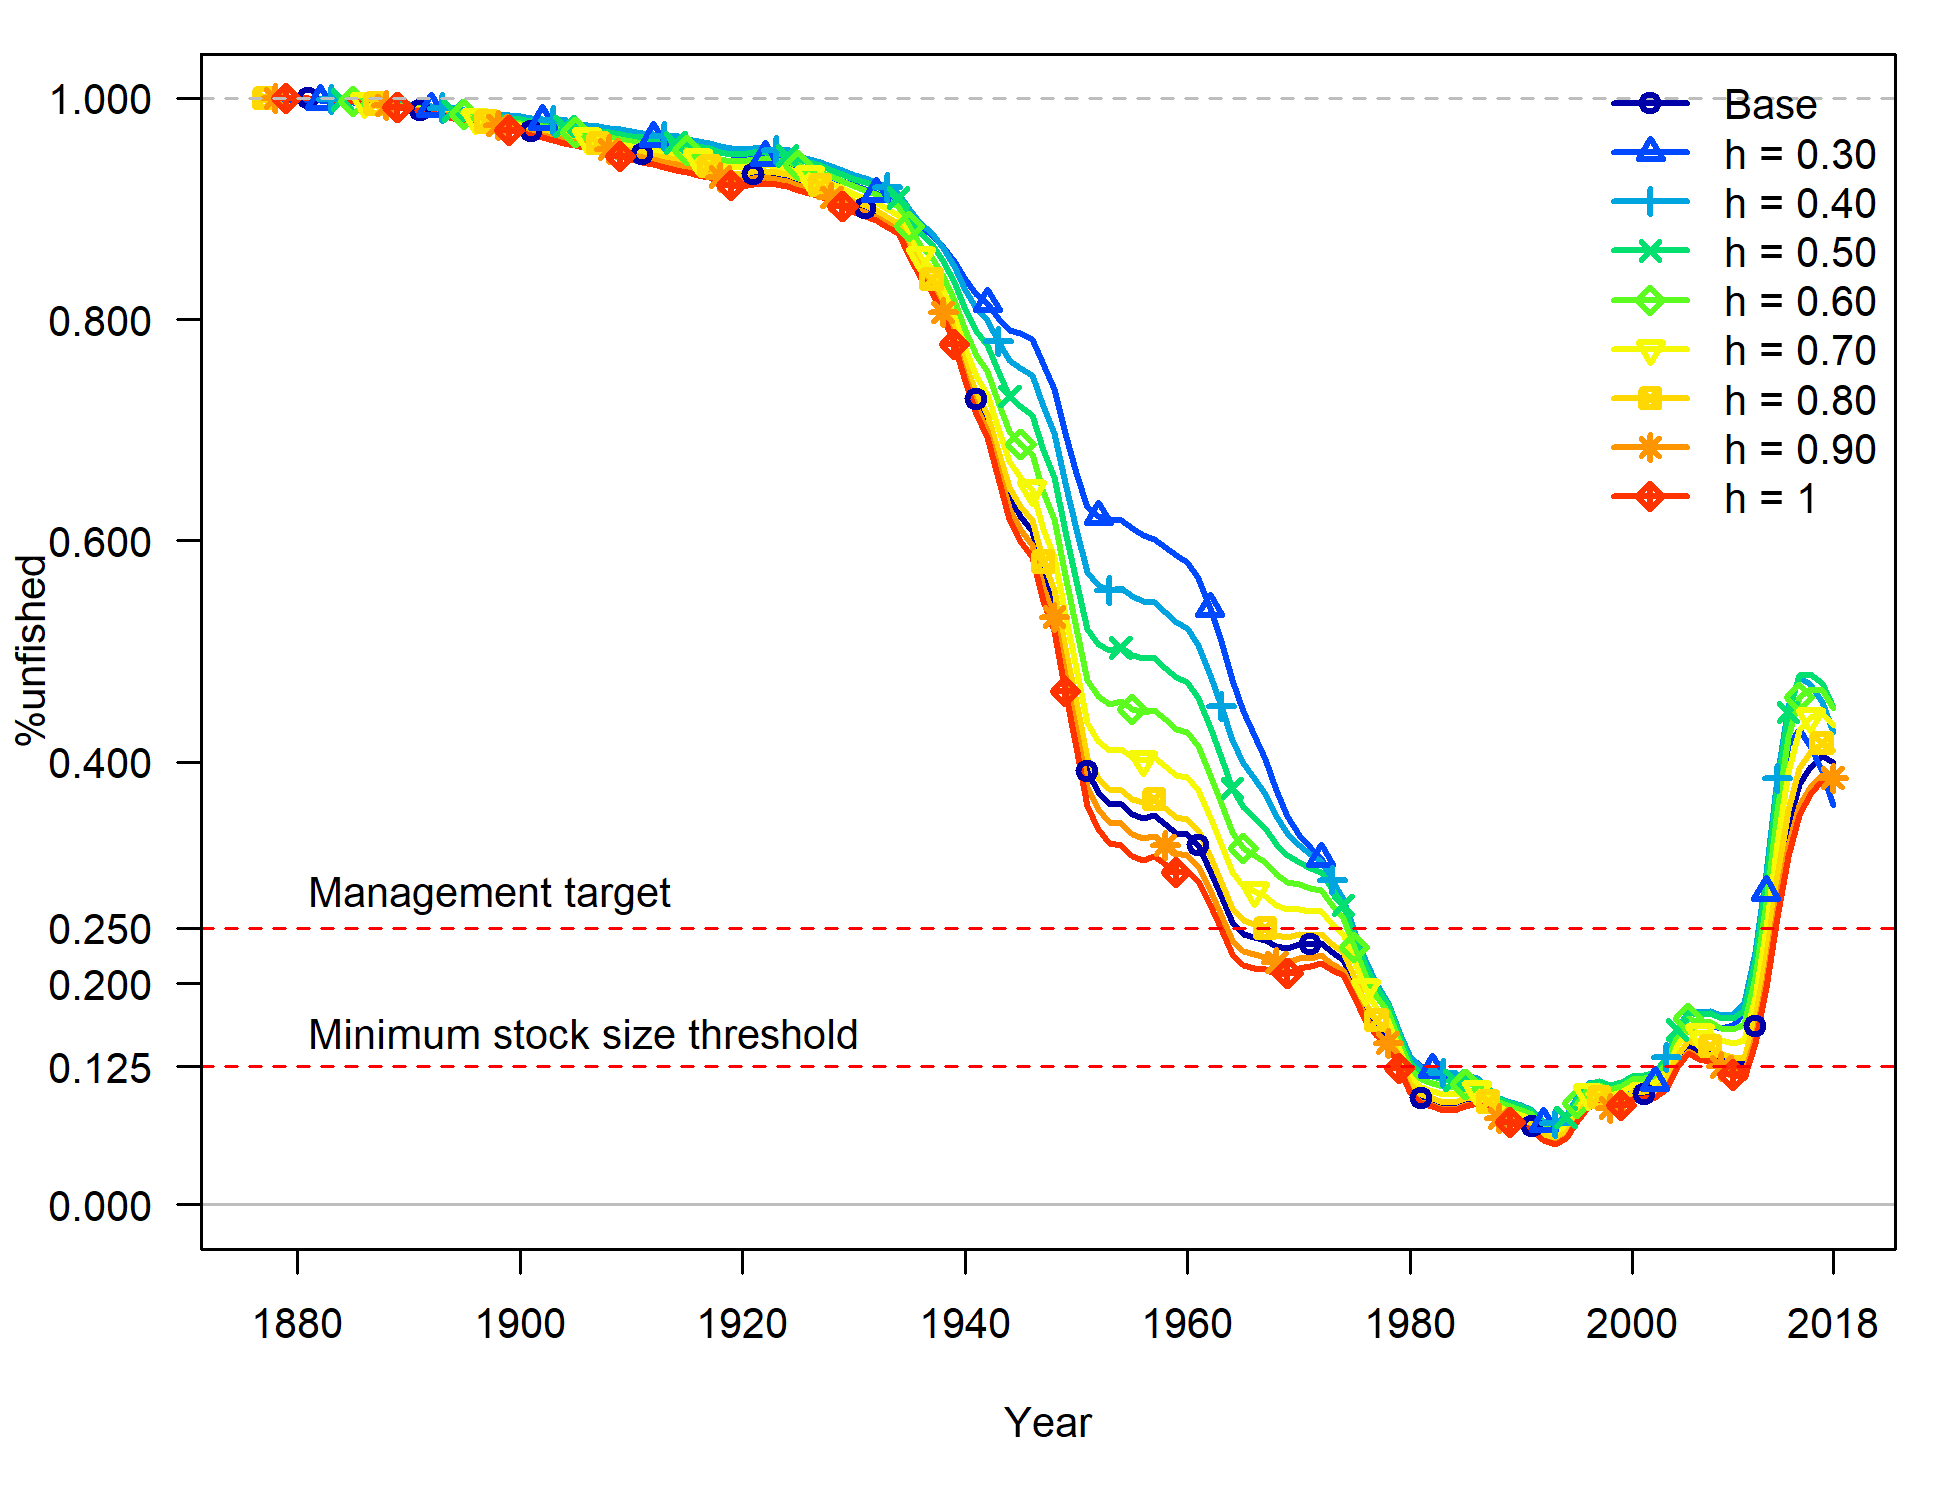 1.000
0.800
0.600
0.400
0.250
0.200
0.125
0.000
%unfished
Base
h = 0.30
h = 0.40
h = 0.50
h = 0.60
h = 0.70
h = 0.80
h = 0.90
h = 1
Management target
Minimum stock size threshold
1880 1900 1920 1940 1960 1980 2000 2018
Year